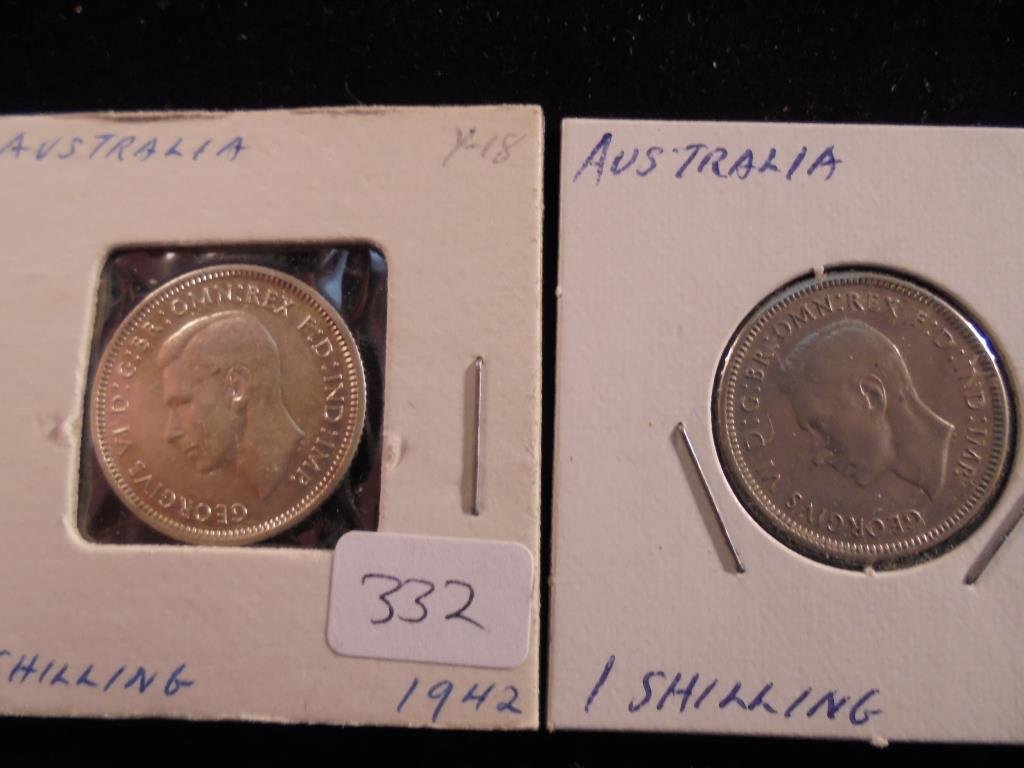 AUSTRALIA Y-18
GEORGIVS VI D:G:BR:OMN:REX F:D:IND:IMP.
332
SHILLING 1942
AUSTRALIA
GEORGIVS VI D:G:BR:OMN:REX F:D:IND:IMP.
1 SHILLING